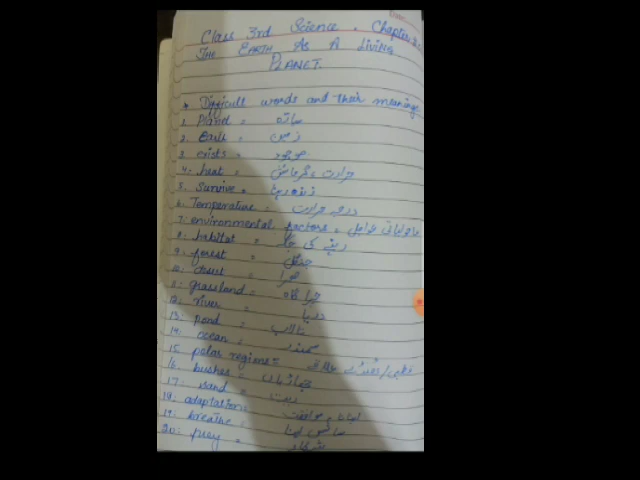 Class 3rd Science. Chapter
The Earth As A Living
Planet.
* Difficult words and their meanings
1. Planet = سیارہ
2. Earth = زمین
3. exists = موجود
4. heat = حرارت، گرمائش
5. Survive = زندہ رہنا
6. Temperature = درجہ حرارت
7. environmental factors = ماحولیاتی عوامل
8. habitat = رہنے کی جگہ
9. forest = جنگل
10. desert = صحرا
11. grassland = چراگاہ
12. river = دریا
13. pond = تالاب
14. ocean = سمندر
15. polar regions = قطبی/ علاقے
16. bushes = جھاڑیاں
17. sand = ریت
18. adaptations موافقت
19. breathe = سانس لینا
20. prey = شکار